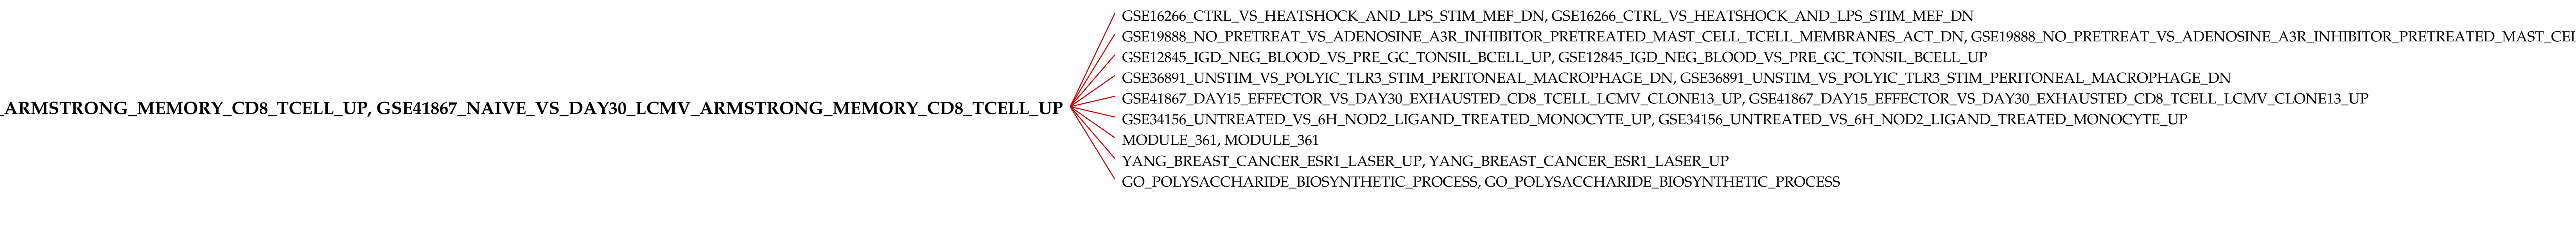 GSE16266_CTRL_VS_HEATSHOCK_AND_LPS_STIM_MEF_DN, GSE16266_CTRL_VS_HEATSHOCK_AND_LPS_STIM_MEF_DN
GSE19888_NO_PRETREAT_VS_ADENOSINE_A3R_INHIBITOR_PRETREATED_MAST_CELL_TCELL_MEMBRANES_ACT_DN, GSE19888_NO_PRETREAT_VS_ADENOSINE_A3R_INHIBITOR_PRETREATED_MAST_CEL
GSE12845_IGD_NEG_BLOOD_VS_PRE_GC_TONSIL_BCELL_UP, GSE12845_IGD_NEG_BLOOD_VS_PRE_GC_TONSIL_BCELL_UP
GSE36891_UNSTIM_VS_POLYIC_TLR3_STIM_PERITONEAL_MACROPHAGE_DN, GSE36891_UNSTIM_VS_POLYIC_TLR3_STIM_PERITONEAL_MACROPHAGE_DN
GSE41867_DAY15_EFFECTOR_VS_DAY30_EXHAUSTED_CD8_TCELL_LCMV_CLONE13_UP, GSE41867_DAY15_EFFECTOR_VS_DAY30_EXHAUSTED_CD8_TCELL_LCMV_CLONE13_UP
_ARMSTRONG_MEMORY_CD8_TCELL_UP, GSE41867_NAIVE_VS_DAY30_LCMV_ARMSTRONG_MEMORY_CD8_TCELL_UP
GSE34156_UNTREATED_VS_6H_NOD2_LIGAND_TREATED_MONOCYTE_UP, GSE34156_UNTREATED_VS_6H_NOD2_LIGAND_TREATED_MONOCYTE_UP
MODULE_361, MODULE_361
YANG_BREAST_CANCER_ESR1_LASER_UP, YANG_BREAST_CANCER_ESR1_LASER_UP
GO_POLYSACCHARIDE_BIOSYNTHETIC_PROCESS, GO_POLYSACCHARIDE_BIOSYNTHETIC_PROCESS